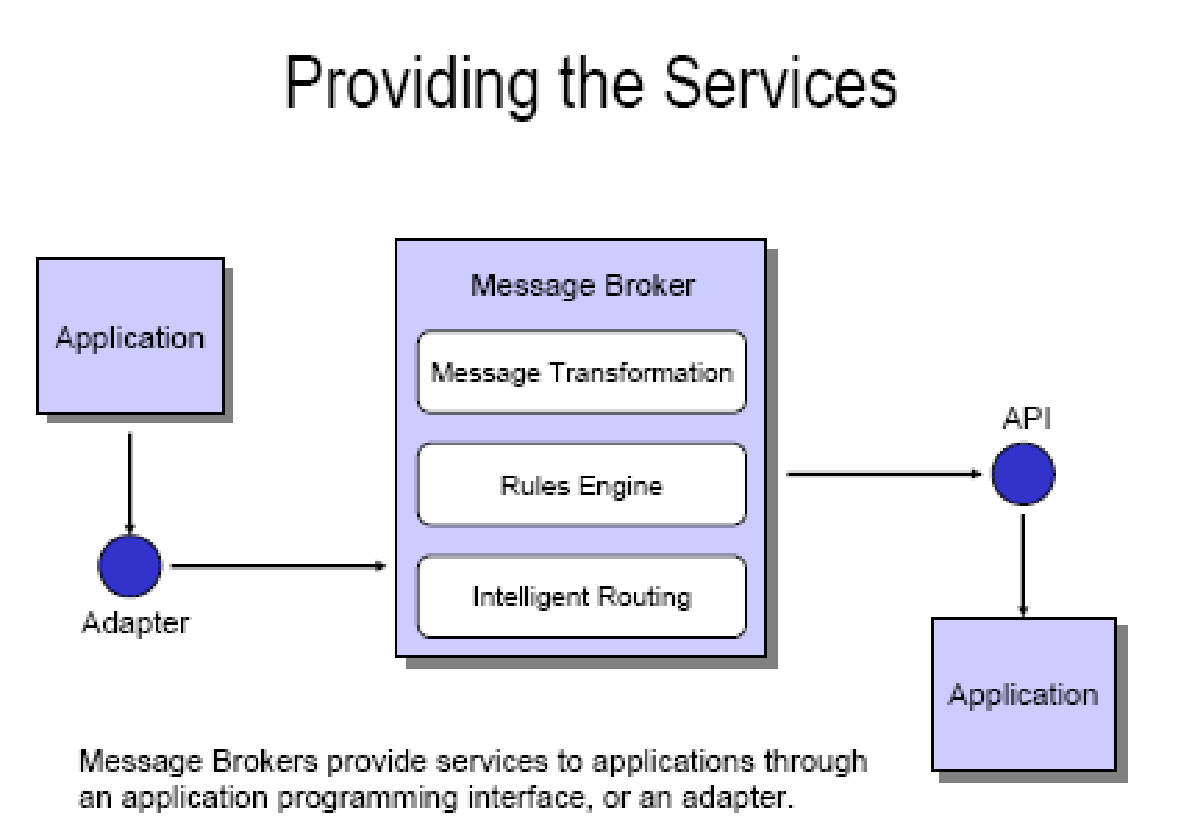 Providing the Services
Application
Adapter
Message Broker
Message Transformation
Rules Engine
Intelligent Routing
API
Application
Message Brokers provide services to applications through
an application programming interface, or an adapter.